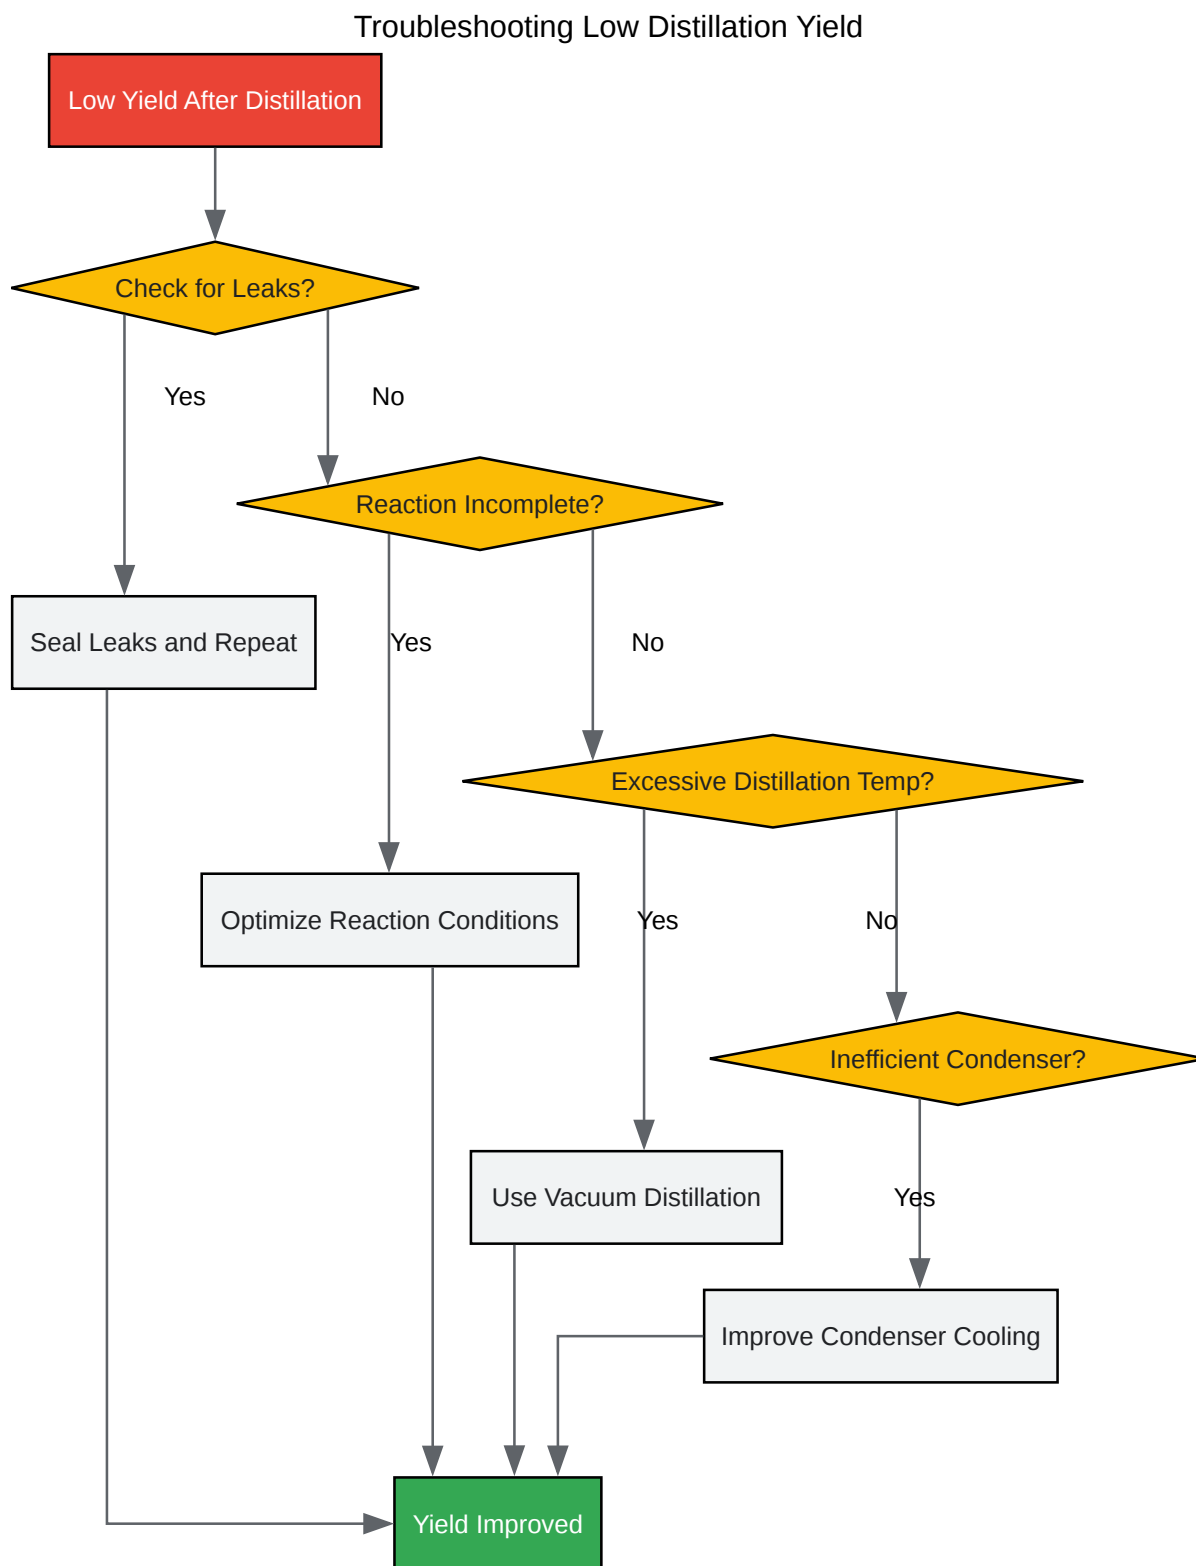 Troubleshooting Low Distillation Yield
Low Yield After Distillation
Check for Leaks?
Yes
No
Reaction Incomplete?
Seal Leaks and Repeat
Yes
No
Excessive Distillation Temp?
Optimize Reaction Conditions
Yes
No
Inefficient Condenser?
Use Vacuum Distillation
Yes
Improve Condenser Cooling
Yield Improved